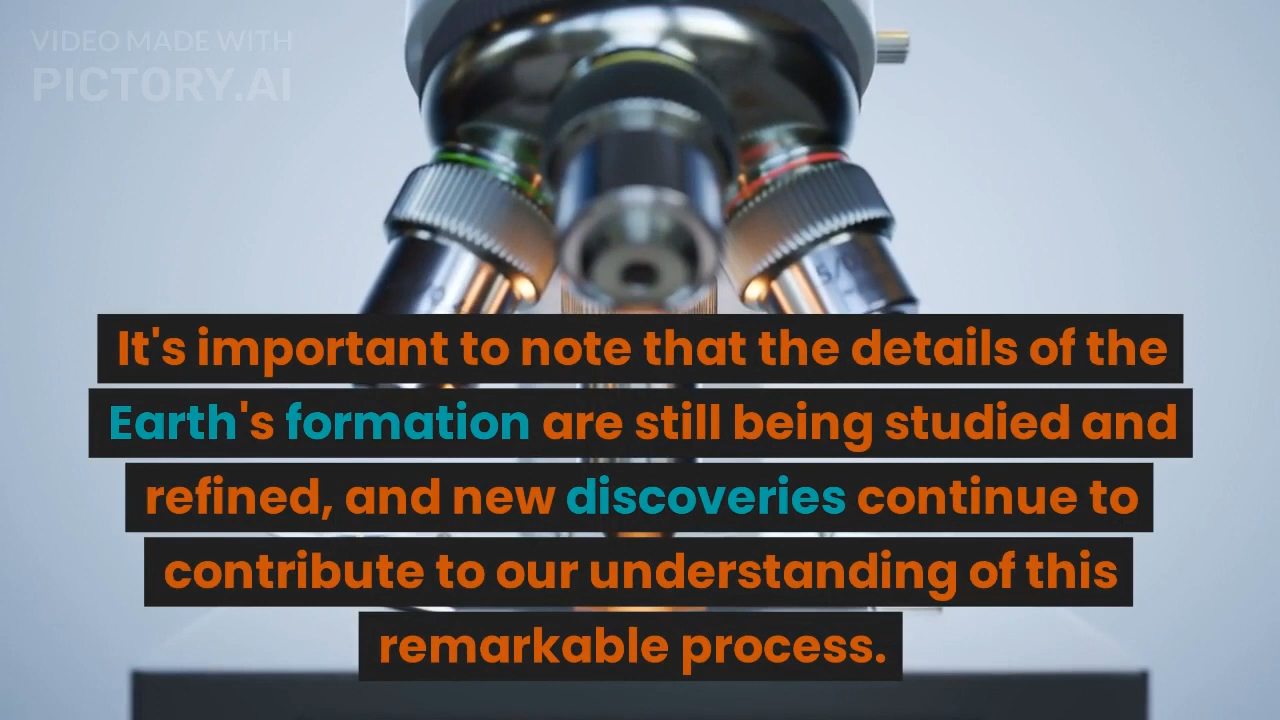 VIDEO MADE WITH
PICTORY.AI
It's important to note that the details of the
Earth's formation are still being studied and
refined, and new discoveries continue to
contribute to our understanding of this
remarkable process.